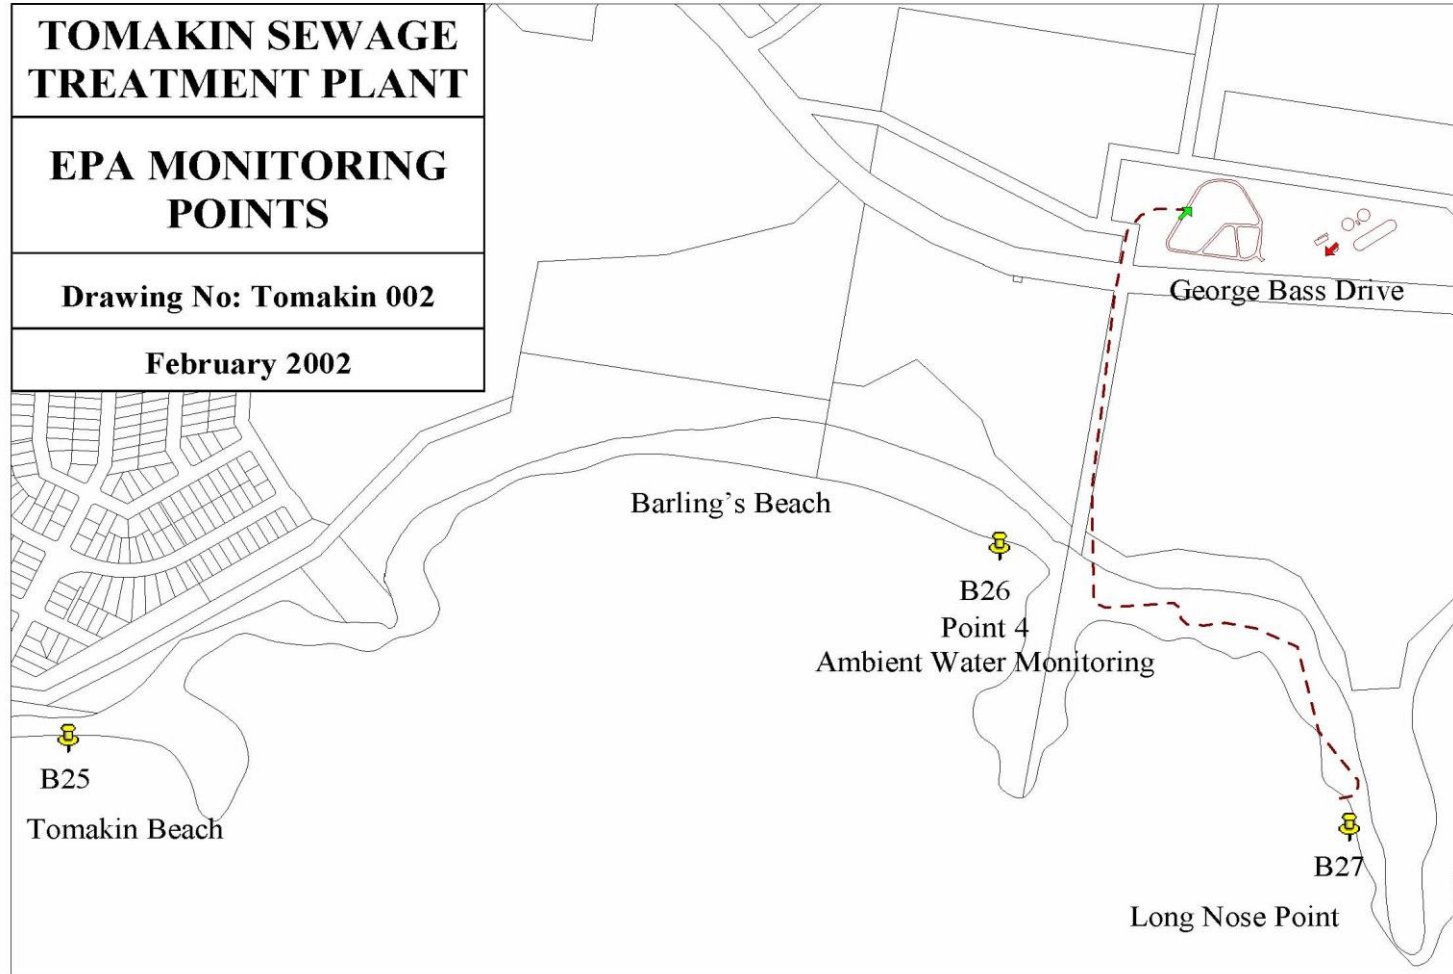 TOMAKIN SEWAGE
TREATMENT PLANT
EPA MONITORING
POINTS
Drawing No: Tomakin 002
February 2002
George Bass Drive
Barling's Beach
B26
Point 4
Ambient Water Monitoring
B25
Tomakin Beach
B27
Long Nose Point